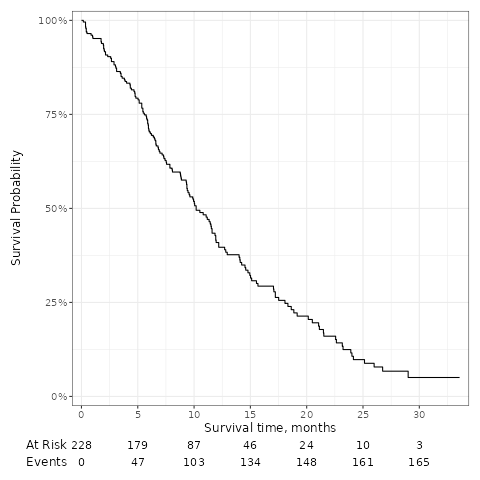 100%
75%
50%
25%
0%
Survival Probability
0 5 10 15 20 25 30
Survival time, months
At Risk 228 179 87 46 24 10 3
Events 0 47 103 134 148 161 165